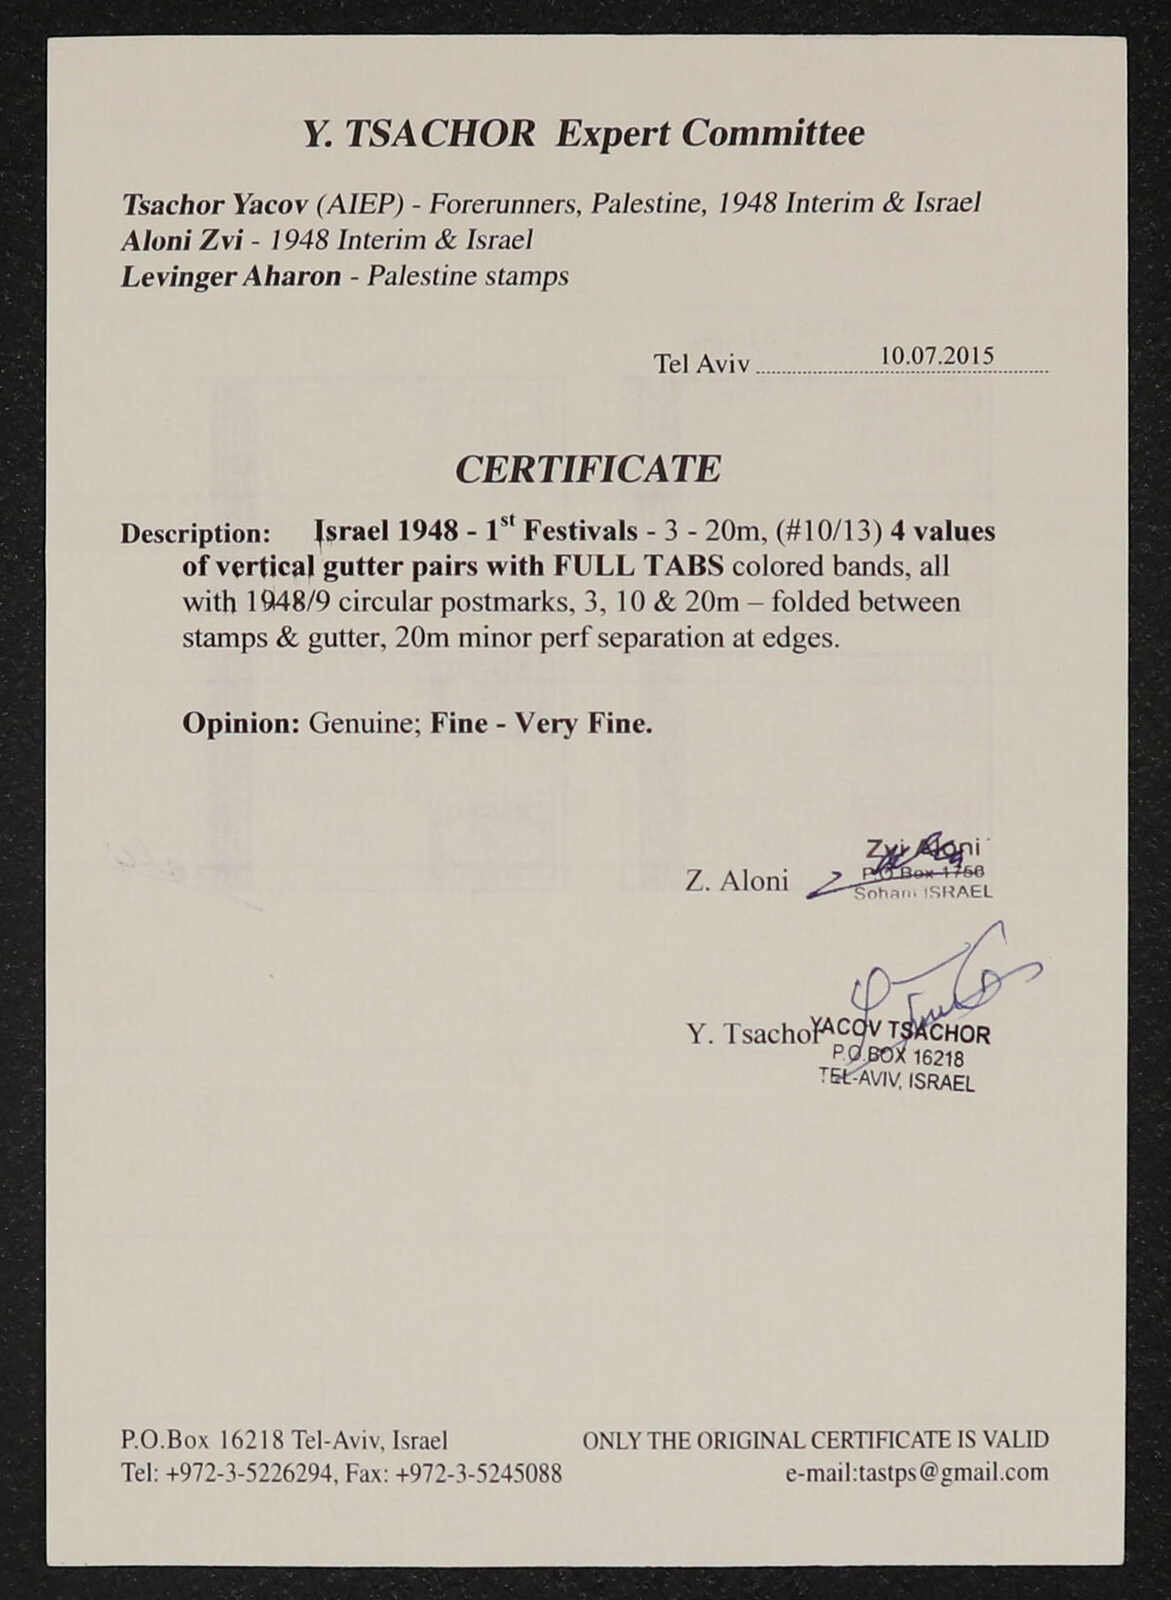 Y. TSACHOR Expert Committee
Tsachor Yacov (AIEP) - Forerunners, Palestine, 1948 Interim & Israel
Aloni Zvi - 1948 Interim & Israel
Levinger Aharon - Palestine stamps
Tel Aviv 10.07.2015
CERTIFICATE
Description: Israel 1948 - 1st Festivals - 3 - 20m, (#10/13) 4 values
of vertical gutter pairs with FULL TABS colored bands, all
with 1948/9 circular postmarks, 3, 10 & 20m – folded between
stamps & gutter, 20m minor perf separation at edges.
Opinion: Genuine; Fine - Very Fine.
Zvi Aloni
Z. Aloni
P.O Box 1756
Soham ISRAEL
Y. Tsachor
YACOV TSACHOR
P.O.BOX 16218
TEL-AVIV, ISRAEL
P.O.Box 16218 Tel-Aviv, Israel
Tel: +972-3-5226294, Fax: +972-3-5245088
ONLY THE ORIGINAL CERTIFICATE IS VALID
e-mail:tastps@gmail.com